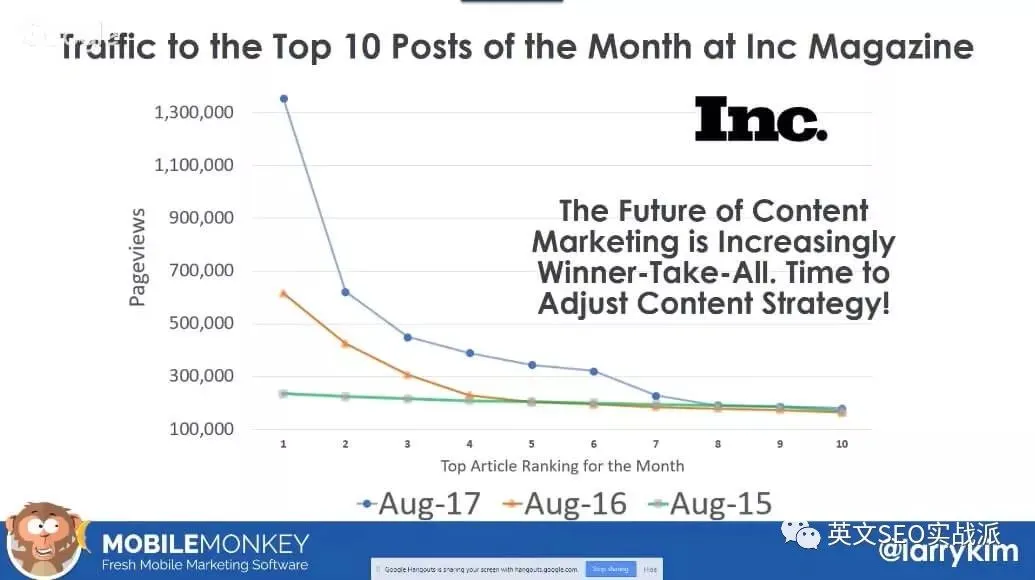 Traffic to the Top 10 Posts of the Month at Inc Magazine
Inc.
The Future of Content
Marketing is Increasingly
Winner-Take-All. Time to
Adjust Content Strategy!
Pageviews
1,300,000
1,100,000
900,000
700,000
500,000
300,000
100,000
1 2 3 4 5 6 7 8 9 10
Top Article Ranking for the Month
Aug-17 Aug-16 Aug-15
MOBILEMONKEY
Fresh Mobile Marketing Software
英文SEO实战派
@larrykim
Google Hangouts is sharing your screen with hangouts.google.com. Stop sharing Hide